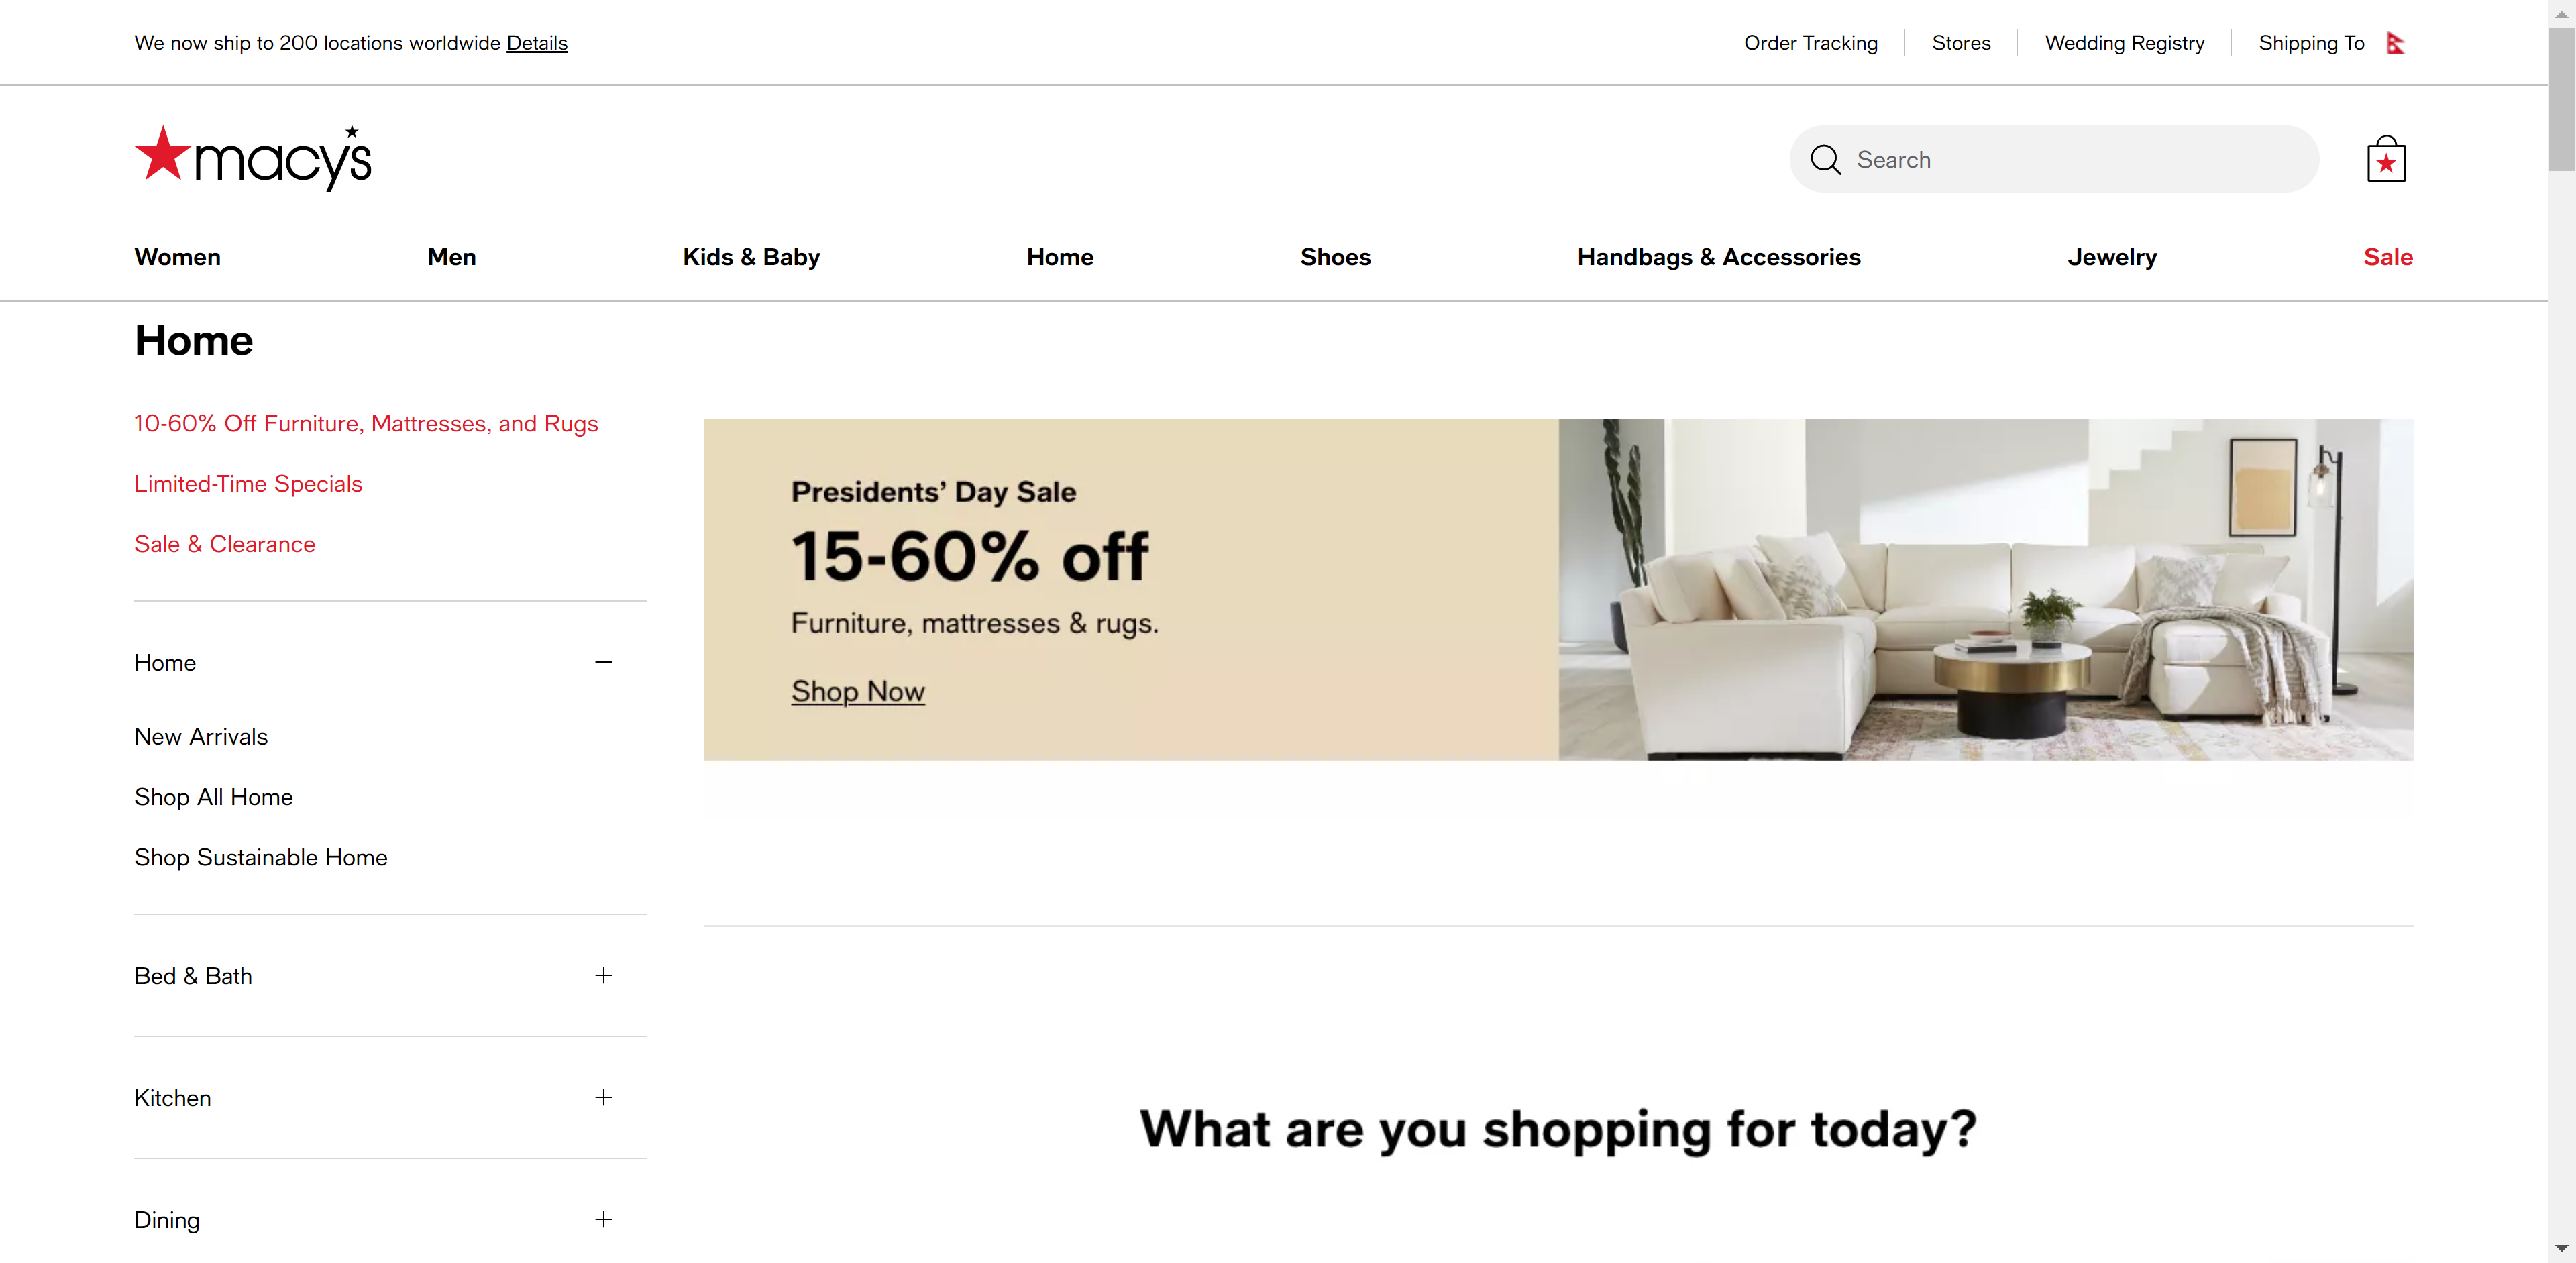 We now ship to 200 locations worldwide Details
Order Tracking
Stores
Wedding Registry
Shipping To
macy's
Search
Women
Men
Kids & Baby
Home
Shoes
Handbags & Accessories
Jewelry
Sale
Home
10-60% Off Furniture, Mattresses, and Rugs
Limited-Time Specials
Sale & Clearance
Home
New Arrivals
Shop All Home
Shop Sustainable Home
Bed & Bath
Kitchen
Dining
Presidents’ Day Sale
15-60% off
Furniture, mattresses & rugs.
Shop Now
What are you shopping for today?